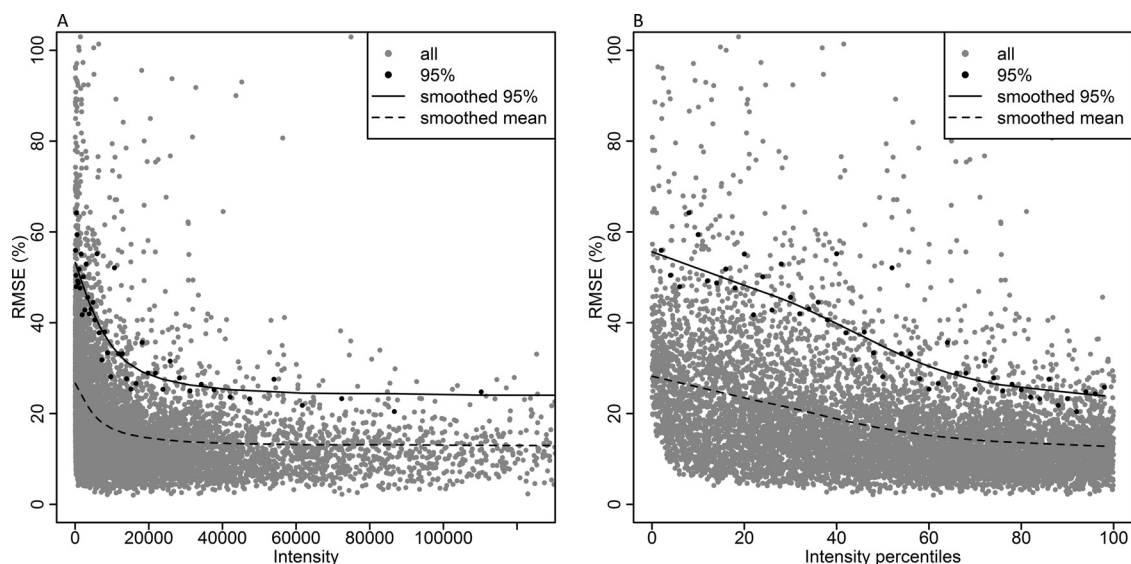 A
RMSE (%)
0
20
40
60
80
100
all
95%
smoothed 95%
smoothed mean
0 20000 40000 60000 80000 100000
Intensity
B
RMSE (%)
0
20
40
60
80
100
all
95%
smoothed 95%
smoothed mean
0 20 40 60 80 100
Intensity percentiles